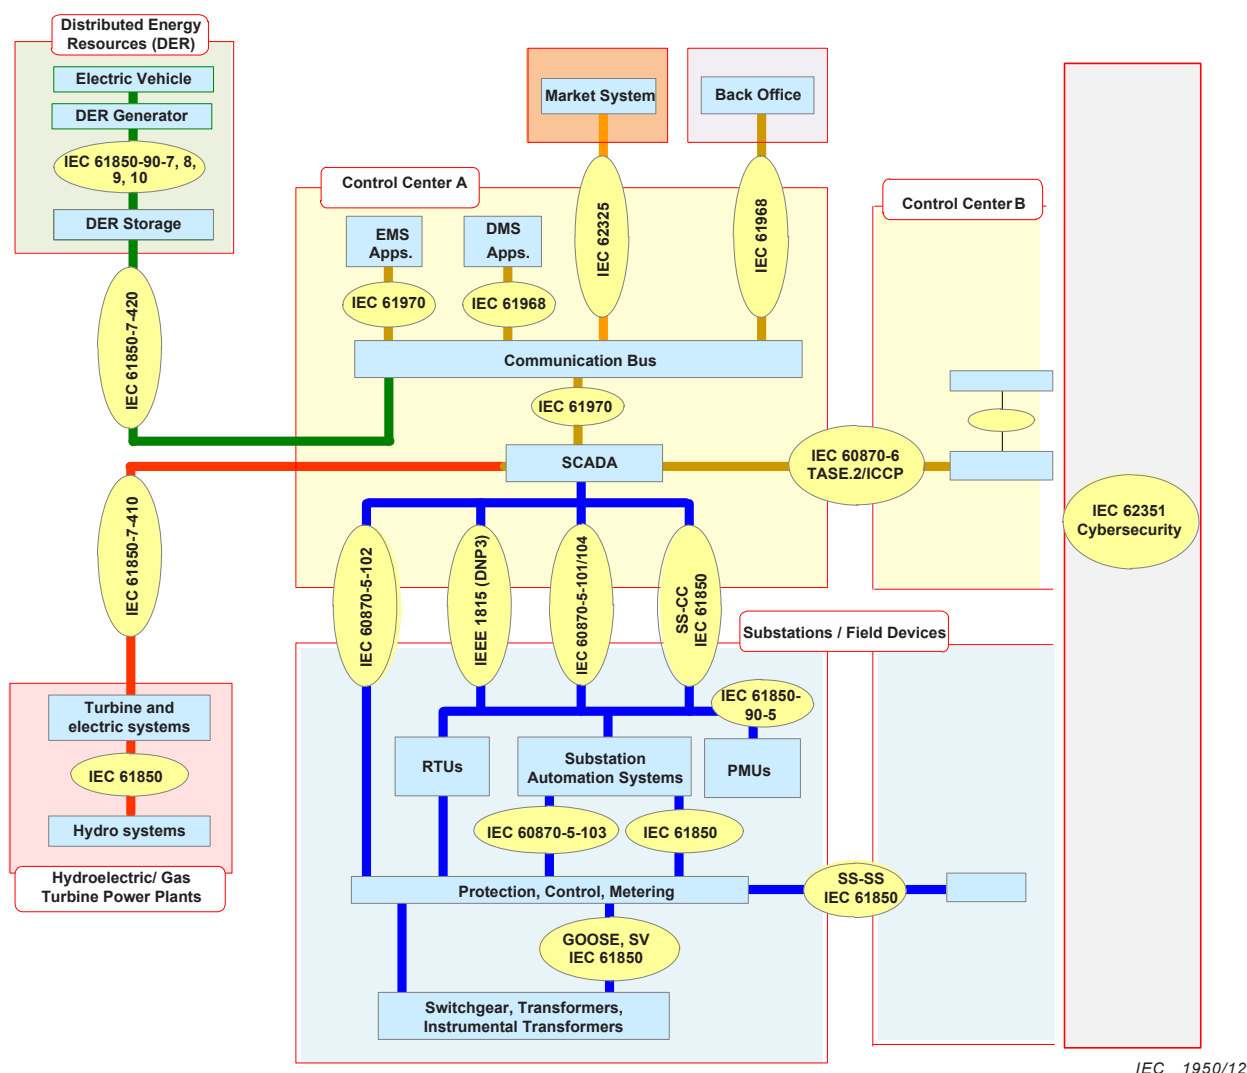 Distributed Energy
Resources (DER)
Electric Vehicle
DER Generator
IEC 61850-90-7, 8,
9, 10
DER Storage
IEC 61850-7-420
Market System
Back Office
Control Center A
Control Center B
EMS
Apps.
DMS
Apps.
IEC 62325
IEC 61968
IEC 61970
IEC 61968
Communication Bus
IEC 61970
SCADA
IEC 60870-6
TASE.2/ICCP
IEC 62351
Cybersecurity
IEC 61850-7-410
IEC 60870-5-102
IEEE 1815 (DNP3)
IEC 60870-5-101/104
SS-CC
IEC 61850
Substations / Field Devices
IEC 61850-
90-5
Turbine and
electric systems
IEC 61850
Hydro systems
Hydroelectric/ Gas
Turbine Power Plants
RTUs
Substation
Automation Systems
PMUs
IEC 60870-5-103
IEC 61850
Protection, Control, Metering
SS-SS
IEC 61850
GOOSE, SV
IEC 61850
Switchgear, Transformers,
Instrumental Transformers
IEC 1950/12